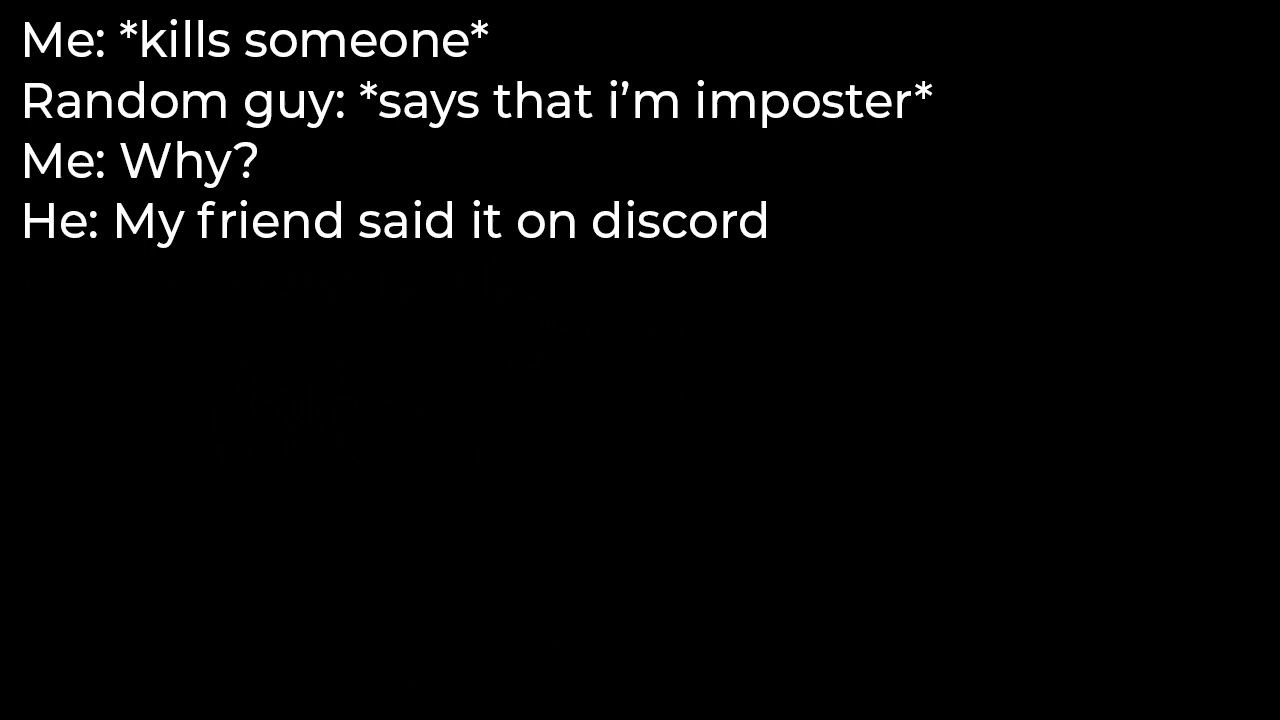 Me: *kills someone*
Random guy: *says that i’m imposter*
Me: Why?
He: My friend said it on discord